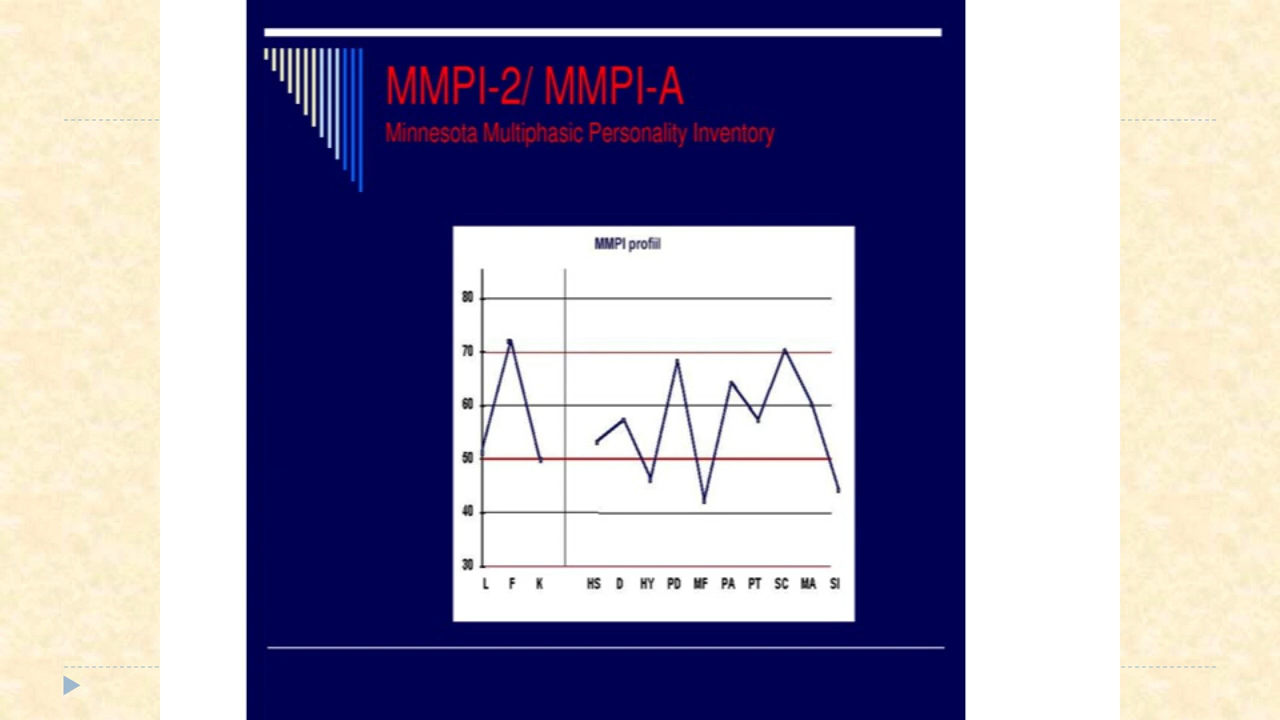 MMPI-2/ MMPI-A
Minnesota Multiphasic Personality Inventory
MMPI profiil
80
70
60
50
40
30
L F K HS D HY PD MF PA PT SC MA SI